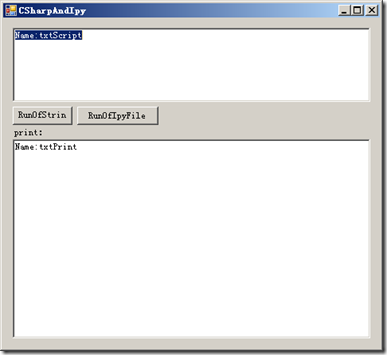 CSharpAndIpy
Name:txtScript
RunOfStrin
RunOfIpyFile
print:
Name:txtPrint